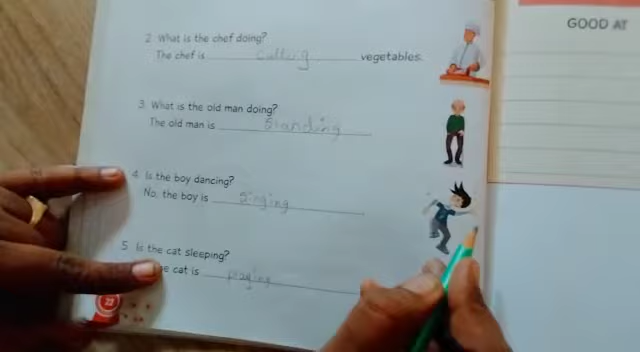 2. What is the chef doing?
The chef is cutting vegetables.
3. What is the old man doing?
The old man is Standing
4. Is the boy dancing?
No, the boy is singing
5. Is the cat sleeping?
cat is playing
22
GOOD AT